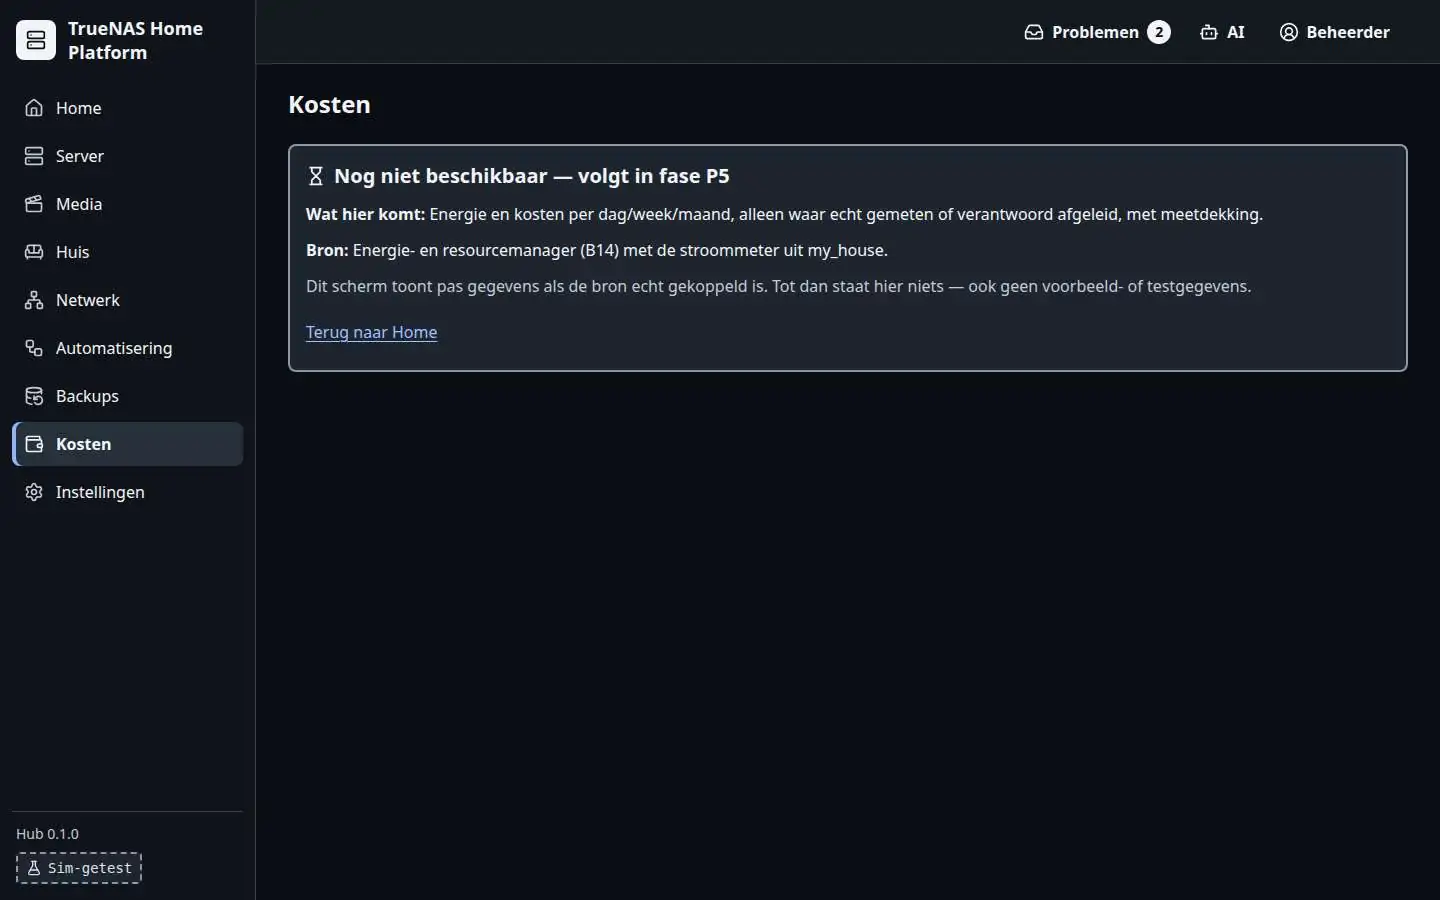 TrueNAS Home
Platform
Problemen 2
AI
Beheerder
Home
Server
Media
Huis
Netwerk
Automatisering
Backups
Kosten
Instellingen
Hub 0.1.0
Sim-getest
Kosten
Nog niet beschikbaar — volgt in fase P5
Wat hier komt: Energie en kosten per dag/week/maand, alleen waar echt gemeten of verantwoord afgeleid, met meetdekking.
Bron: Energie- en resourcemanager (B14) met de stroommeter uit my_house.
Dit scherm toont pas gegevens als de bron echt gekoppeld is. Tot dan staat hier niets — ook geen voorbeeld- of testgegevens.
Terug naar Home